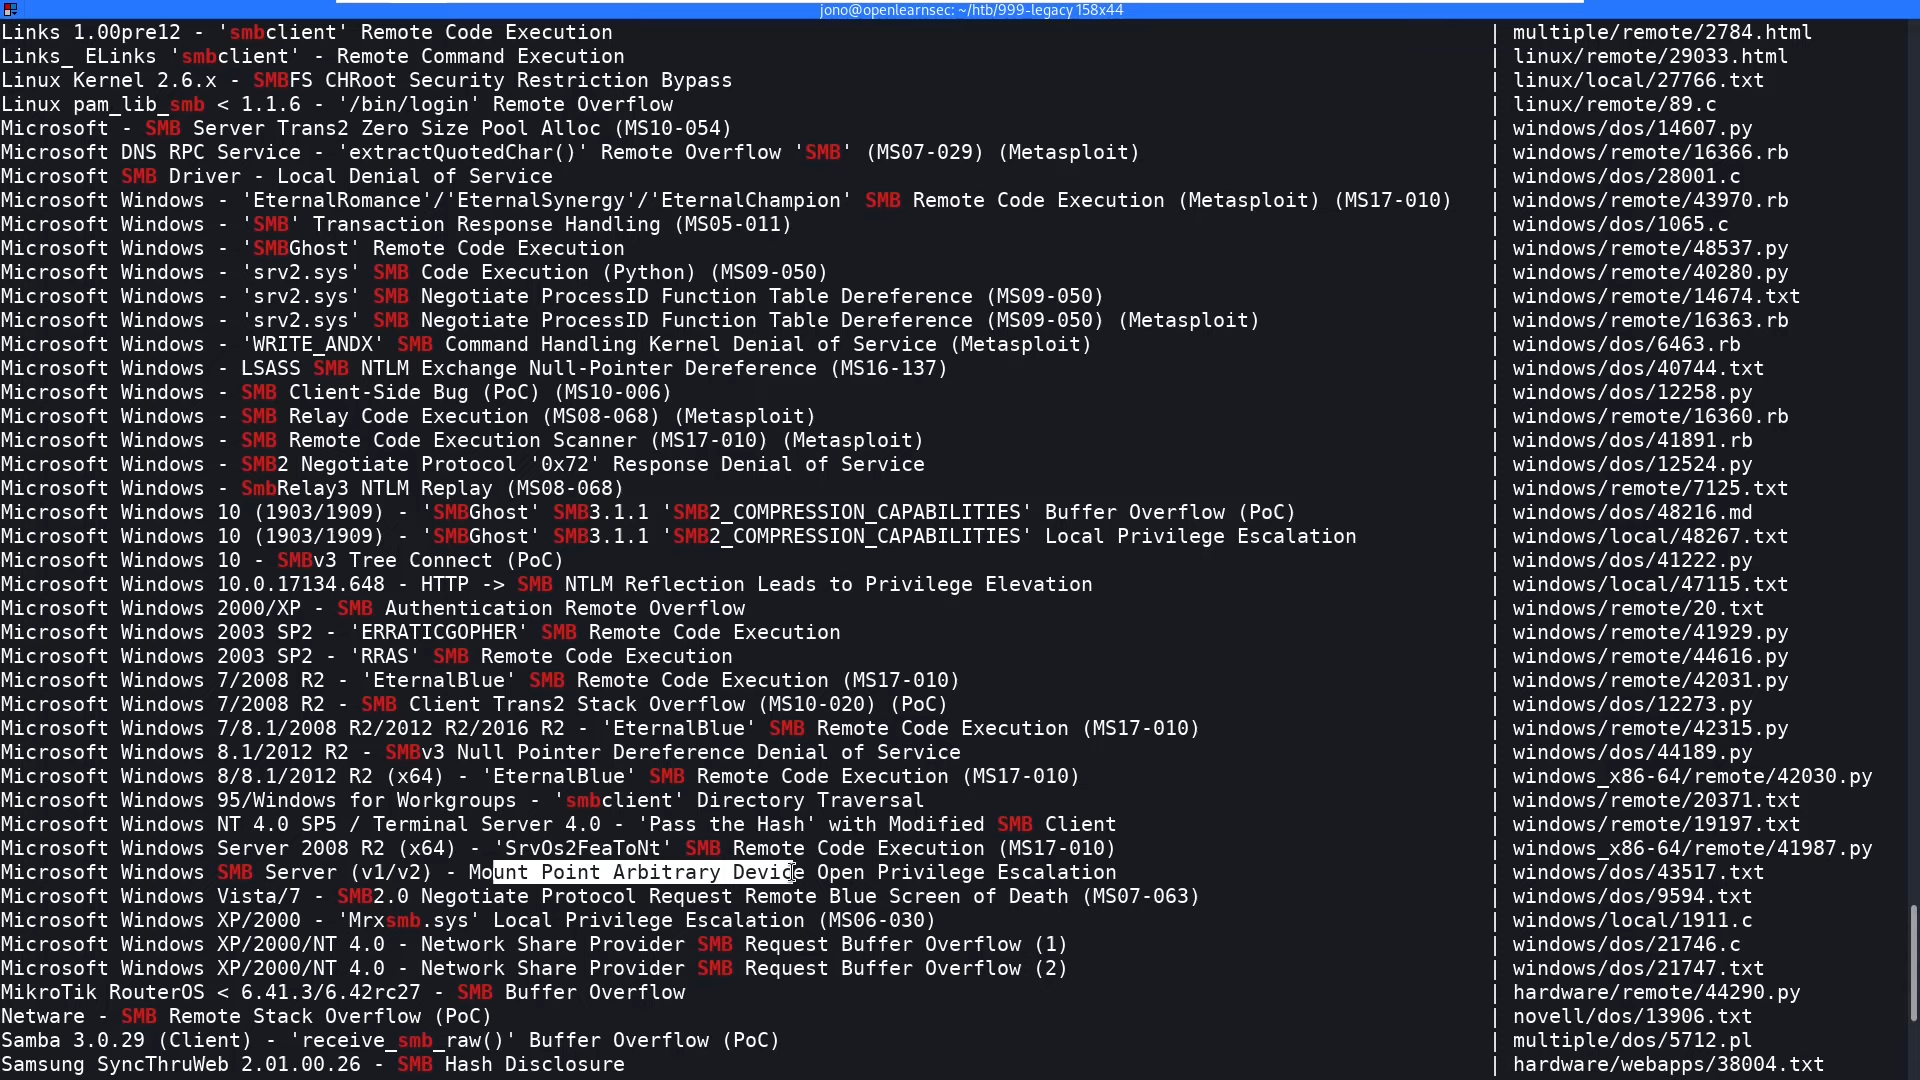 jono@openlearnsec: ~/htb/999-legacy 158x44
Links 1.00pre12 - 'smbclient' Remote Code Execution | multiple/remote/2784.html
Links_ ELinks 'smbclient' - Remote Command Execution | linux/remote/29033.html
Linux Kernel 2.6.x - SMBFS CHRoot Security Restriction Bypass | linux/local/27766.txt
Linux pam_lib_smb < 1.1.6 - '/bin/login' Remote Overflow | linux/remote/89.c
Microsoft - SMB Server Trans2 Zero Size Pool Alloc (MS10-054) | windows/dos/14607.py
Microsoft DNS RPC Service - 'extractQuotedChar()' Remote Overflow 'SMB' (MS07-029) (Metasploit) | windows/remote/16366.rb
Microsoft SMB Driver - Local Denial of Service | windows/dos/28001.c
Microsoft Windows - 'EternalRomance'/'EternalSynergy'/'EternalChampion' SMB Remote Code Execution (Metasploit) (MS17-010) | windows/remote/43970.rb
Microsoft Windows - 'SMB' Transaction Response Handling (MS05-011) | windows/dos/1065.c
Microsoft Windows - 'SMBGhost' Remote Code Execution | windows/remote/48537.py
Microsoft Windows - 'srv2.sys' SMB Code Execution (Python) (MS09-050) | windows/remote/40280.py
Microsoft Windows - 'srv2.sys' SMB Negotiate ProcessID Function Table Dereference (MS09-050) | windows/remote/14674.txt
Microsoft Windows - 'srv2.sys' SMB Negotiate ProcessID Function Table Dereference (MS09-050) (Metasploit) | windows/remote/16363.rb
Microsoft Windows - 'WRITE_ANDX' SMB Command Handling Kernel Denial of Service (Metasploit) | windows/dos/6463.rb
Microsoft Windows - LSASS SMB NTLM Exchange Null-Pointer Dereference (MS16-137) | windows/dos/40744.txt
Microsoft Windows - SMB Client-Side Bug (PoC) (MS10-006) | windows/dos/12258.py
Microsoft Windows - SMB Relay Code Execution (MS08-068) (Metasploit) | windows/remote/16360.rb
Microsoft Windows - SMB Remote Code Execution Scanner (MS17-010) (Metasploit) | windows/dos/41891.rb
Microsoft Windows - SMB2 Negotiate Protocol '0x72' Response Denial of Service | windows/dos/12524.py
Microsoft Windows - SmbRelay3 NTLM Replay (MS08-068) | windows/remote/7125.txt
Microsoft Windows 10 (1903/1909) - 'SMBGhost' SMB3.1.1 'SMB2_COMPRESSION_CAPABILITIES' Buffer Overflow (PoC) | windows/dos/48216.md
Microsoft Windows 10 (1903/1909) - 'SMBGhost' SMB3.1.1 'SMB2_COMPRESSION_CAPABILITIES' Local Privilege Escalation | windows/local/48267.txt
Microsoft Windows 10 - SMBv3 Tree Connect (PoC) | windows/dos/41222.py
Microsoft Windows 10.0.17134.648 - HTTP -> SMB NTLM Reflection Leads to Privilege Elevation | windows/local/47115.txt
Microsoft Windows 2000/XP - SMB Authentication Remote Overflow | windows/remote/20.txt
Microsoft Windows 2003 SP2 - 'ERRATICGOPHER' SMB Remote Code Execution | windows/remote/41929.py
Microsoft Windows 2003 SP2 - 'RRAS' SMB Remote Code Execution | windows/remote/44616.py
Microsoft Windows 7/2008 R2 - 'EternalBlue' SMB Remote Code Execution (MS17-010) | windows/remote/42031.py
Microsoft Windows 7/2008 R2 - SMB Client Trans2 Stack Overflow (MS10-020) (PoC) | windows/dos/12273.py
Microsoft Windows 7/8.1/2008 R2/2012 R2/2016 R2 - 'EternalBlue' SMB Remote Code Execution (MS17-010) | windows/remote/42315.py
Microsoft Windows 8.1/2012 R2 - SMBv3 Null Pointer Dereference Denial of Service | windows/dos/44189.py
Microsoft Windows 8/8.1/2012 R2 (x64) - 'EternalBlue' SMB Remote Code Execution (MS17-010) | windows_x86-64/remote/42030.py
Microsoft Windows 95/Windows for Workgroups - 'smbclient' Directory Traversal | windows/remote/20371.txt
Microsoft Windows NT 4.0 SP5 / Terminal Server 4.0 - 'Pass the Hash' with Modified SMB Client | windows/remote/19197.txt
Microsoft Windows Server 2008 R2 (x64) - 'SrvOs2FeaToNt' SMB Remote Code Execution (MS17-010) | windows_x86-64/remote/41987.py
Microsoft Windows SMB Server (v1/v2) - Mount Point Arbitrary Device Open Privilege Escalation | windows/dos/43517.txt
Microsoft Windows Vista/7 - SMB2.0 Negotiate Protocol Request Remote Blue Screen of Death (MS07-063) | windows/dos/9594.txt
Microsoft Windows XP/2000 - 'Mrxsmb.sys' Local Privilege Escalation (MS06-030) | windows/local/1911.c
Microsoft Windows XP/2000/NT 4.0 - Network Share Provider SMB Request Buffer Overflow (1) | windows/dos/21746.c
Microsoft Windows XP/2000/NT 4.0 - Network Share Provider SMB Request Buffer Overflow (2) | windows/dos/21747.txt
MikroTik RouterOS < 6.41.3/6.42rc27 - SMB Buffer Overflow | hardware/remote/44290.py
Netware - SMB Remote Stack Overflow (PoC) | novell/dos/13906.txt
Samba 3.0.29 (Client) - 'receive_smb_raw()' Buffer Overflow (PoC) | multiple/dos/5712.pl
Samsung SyncThruWeb 2.01.00.26 - SMB Hash Disclosure | hardware/webapps/38004.txt